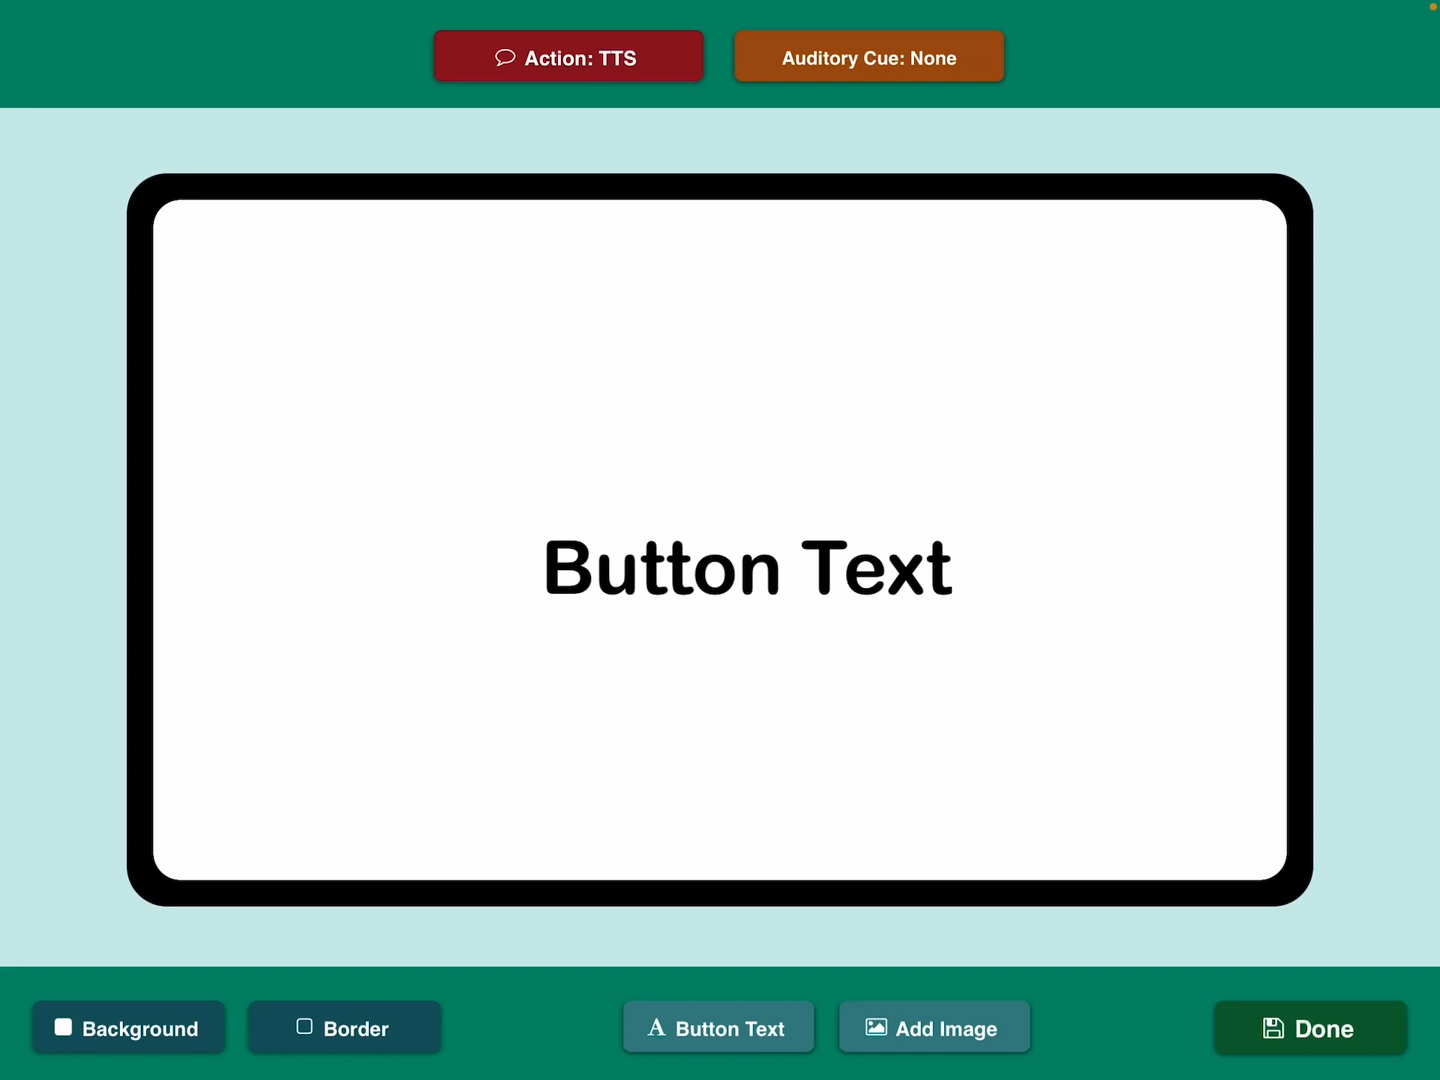 Action: TTS
Auditory Cue: None
Button Text
Background
Border
A Button Text
Add Image
Done